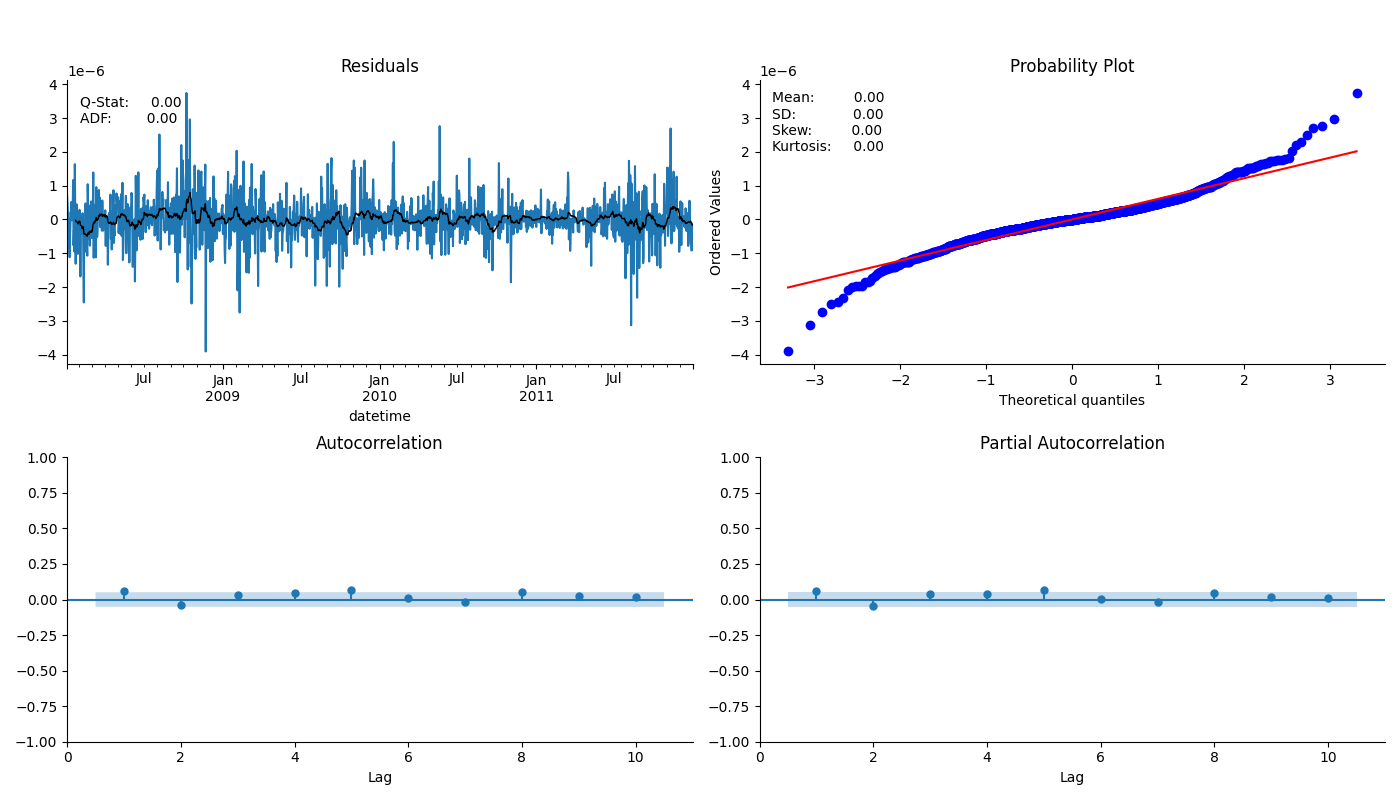 Residuals
1e−6
Q-Stat: 0.00
ADF: 0.00
4
3
2
1
0
−1
−2
−3
−4
Jul Jan Jul Jan Jul Jan Jul
2009 2010 2011
datetime
Probability Plot
1e−6
Mean: 0.00
SD: 0.00
Skew: 0.00
Kurtosis: 0.00
Ordered Values
4
3
2
1
0
−1
−2
−3
−4
−3 −2 −1 0 1 2 3
Theoretical quantiles
Autocorrelation
1.00
0.75
0.50
0.25
0.00
−0.25
−0.50
−0.75
−1.00
0 2 4 6 8 10
Lag
Partial Autocorrelation
1.00
0.75
0.50
0.25
0.00
−0.25
−0.50
−0.75
−1.00
0 2 4 6 8 10
Lag